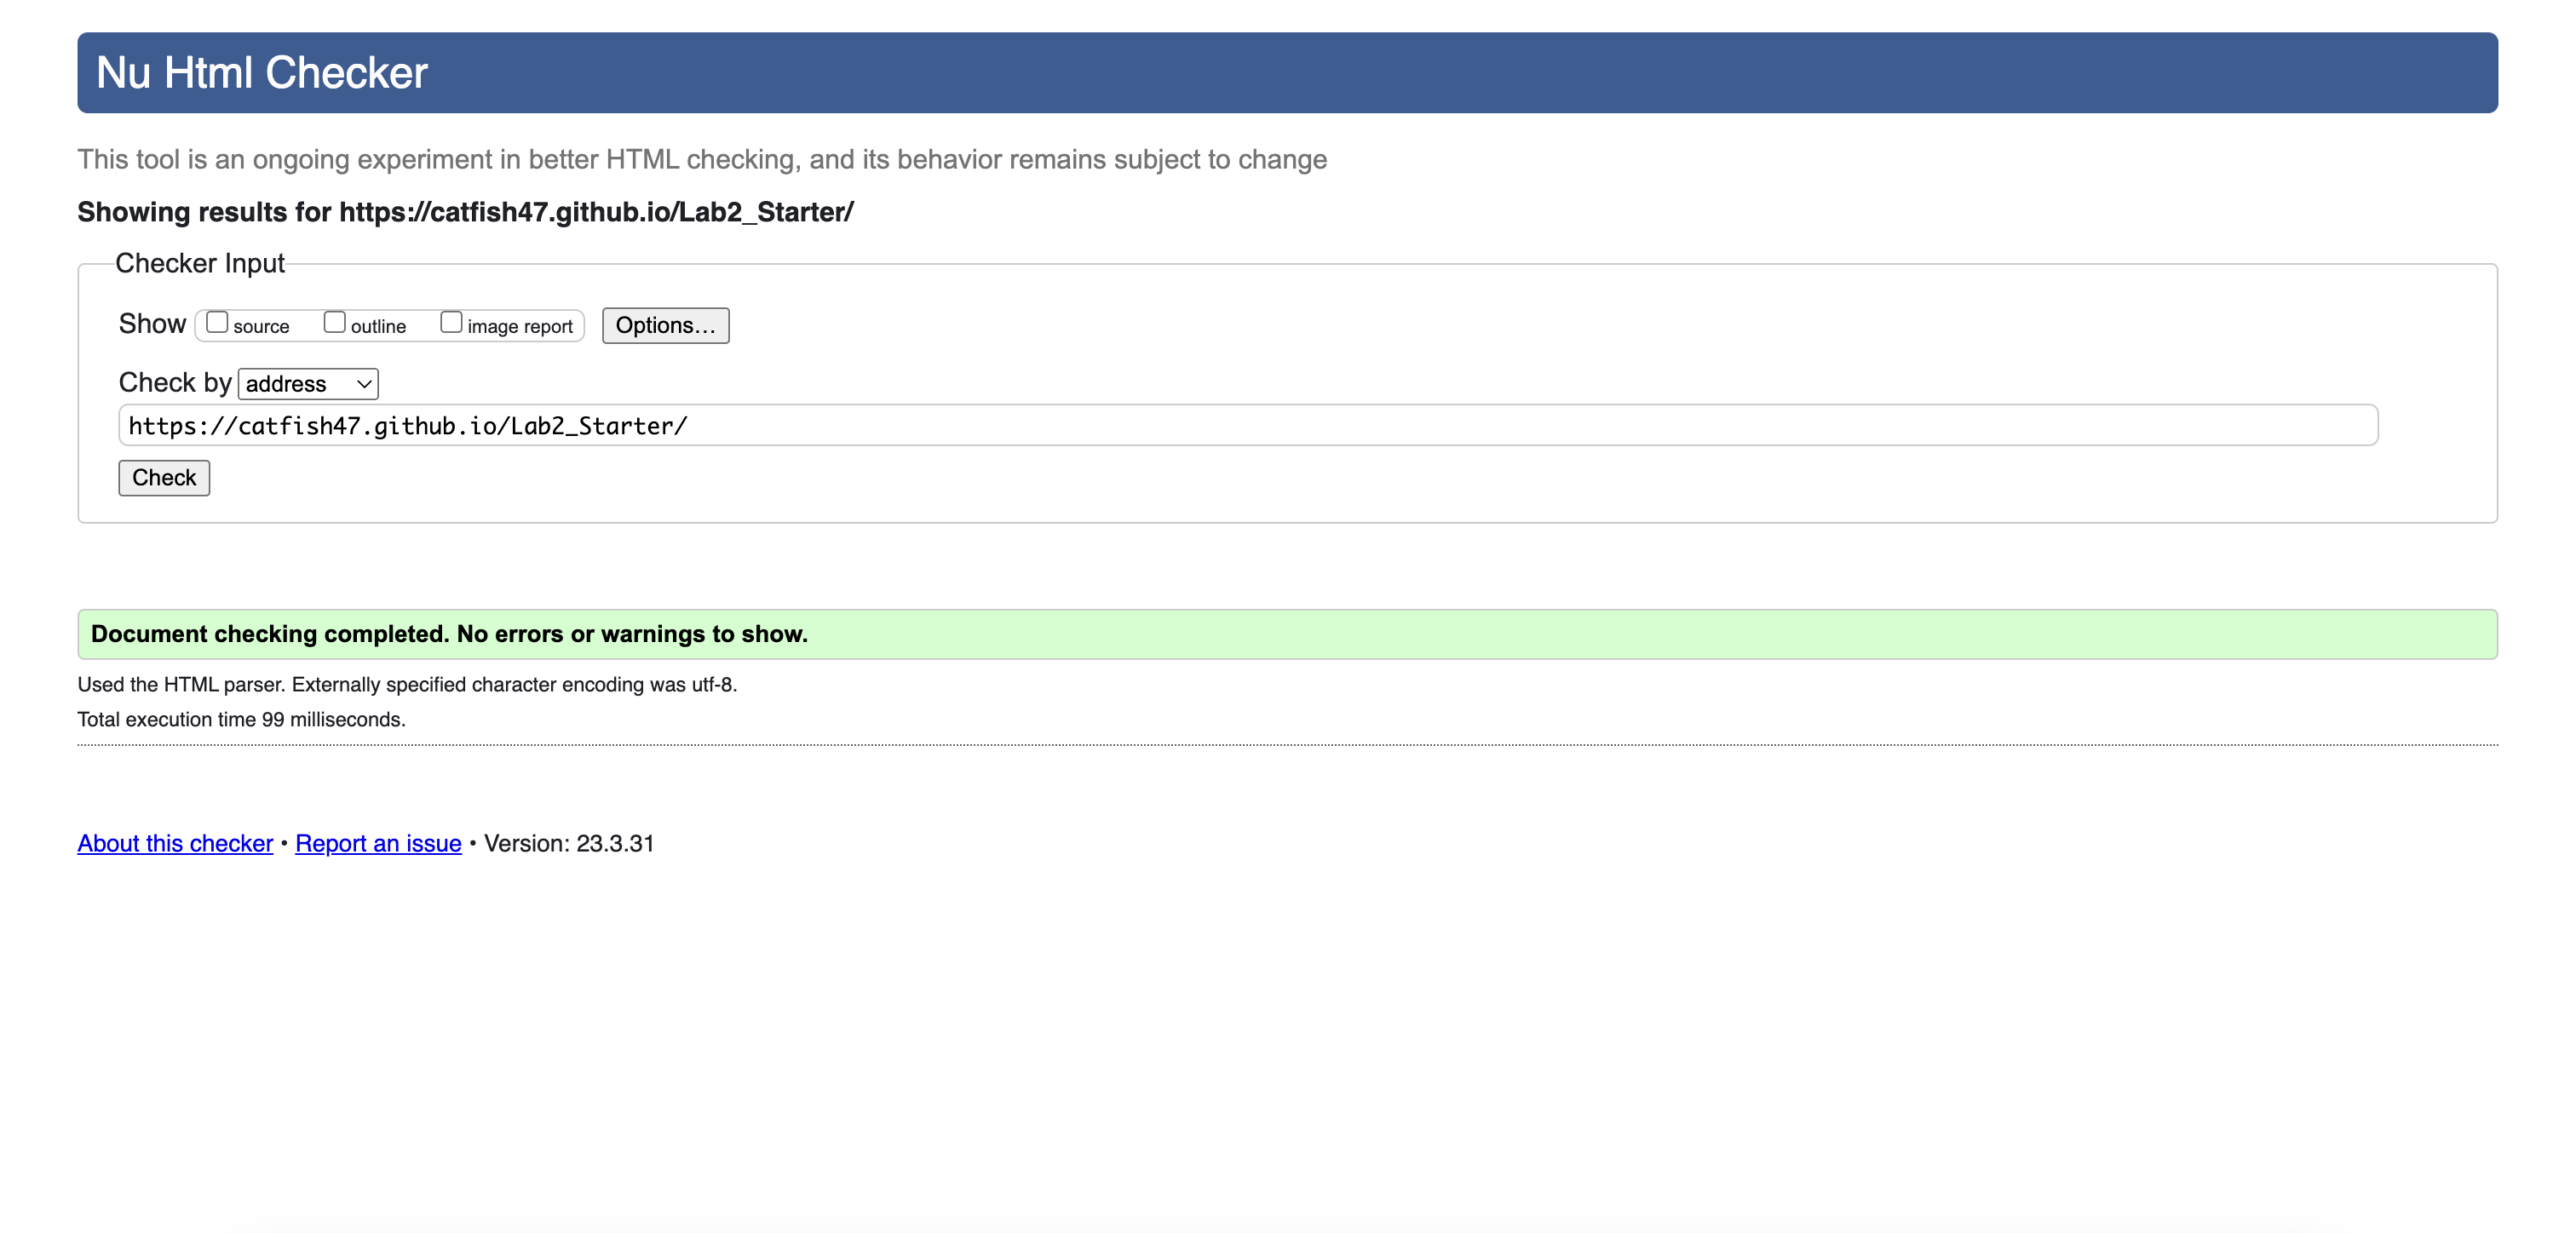 Nu Html Checker
This tool is an ongoing experiment in better HTML checking, and its behavior remains subject to change
Showing results for https://catfish47.github.io/Lab2_Starter/
Checker Input
Show source outline image report Options…
Check by address
https://catfish47.github.io/Lab2_Starter/
Check
Document checking completed. No errors or warnings to show.
Used the HTML parser. Externally specified character encoding was utf-8.
Total execution time 99 milliseconds.
About this checker • Report an issue • Version: 23.3.31